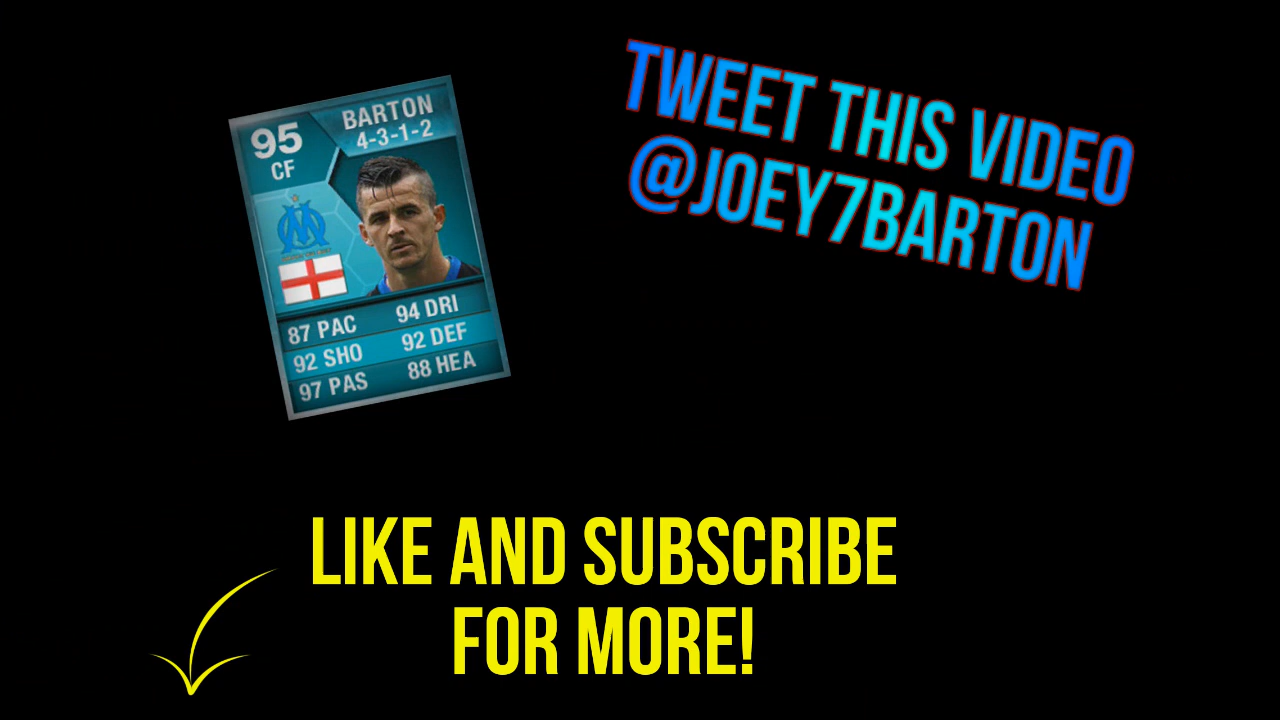 TWEET THIS VIDEO
@JOEY7BARTON
95
CF
BARTON
4-3-1-2
87 PAC
94 DRI
92 SHO
92 DEF
97 PAS
88 HEA
LIKE AND SUBSCRIBE
FOR MORE!